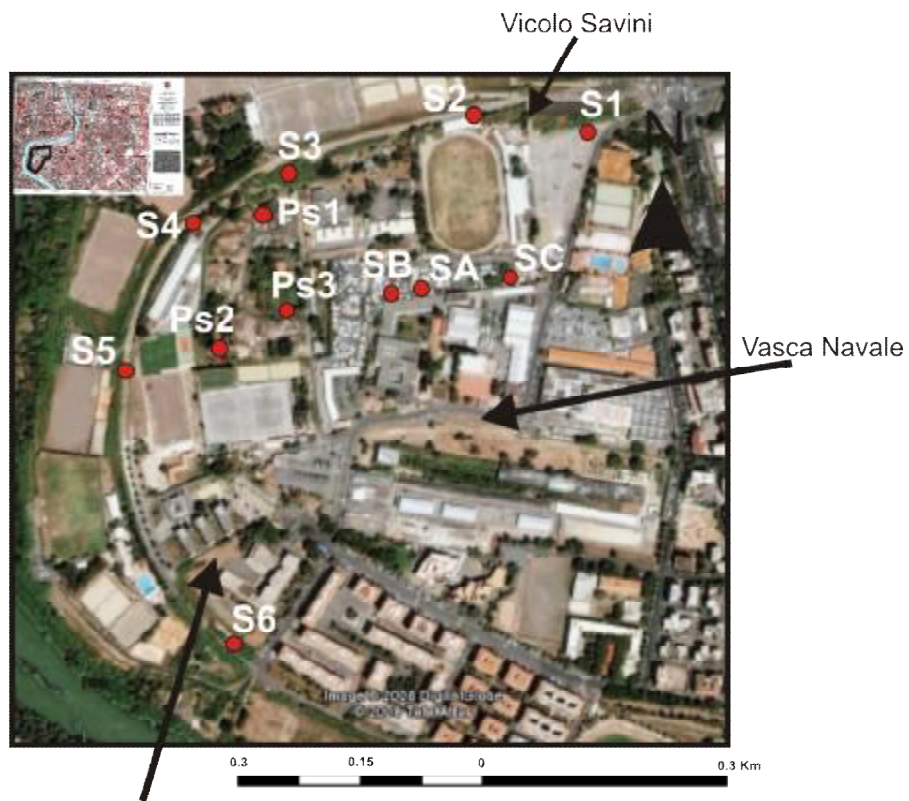 Vicolo Savini
S2
S1
N
S3
S4
Ps1
SC
SB
SA
Ps3
Ps2
S5
Vasca Navale
S6
0.3
0.15
0
0.3 Km